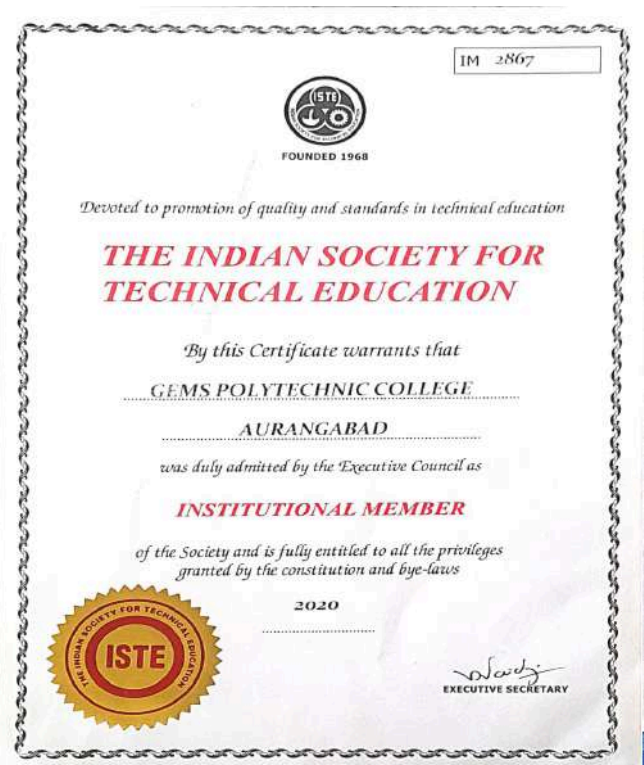 IM 2867
ISTE
FOUNDED 1968
Devoted to promotion of quality and standards in technical education
THE INDIAN SOCIETY FOR
TECHNICAL EDUCATION
By this Certificate warrants that
GEMS POLYTECHNIC COLLEGE
AURANGABAD
was duly admitted by the Executive Council as
INSTITUTIONAL MEMBER
of the Society and is fully entitled to all the privileges
granted by the constitution and bye-laws
2020
THE INDIAN SOCIETY FOR TECHNICAL EDUCATION
ISTE
EXECUTIVE SECRETARY